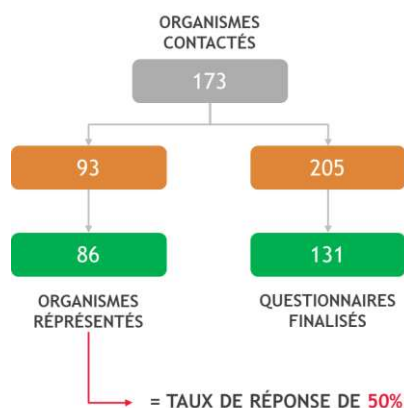 ORGANISMES
CONTACTÉS
173
93
205
86
131
ORGANISMES
RÉPRÉSENTÉS
QUESTIONNAIRES
FINALISÉS
= TAUX DE RÉPONSE DE 50%